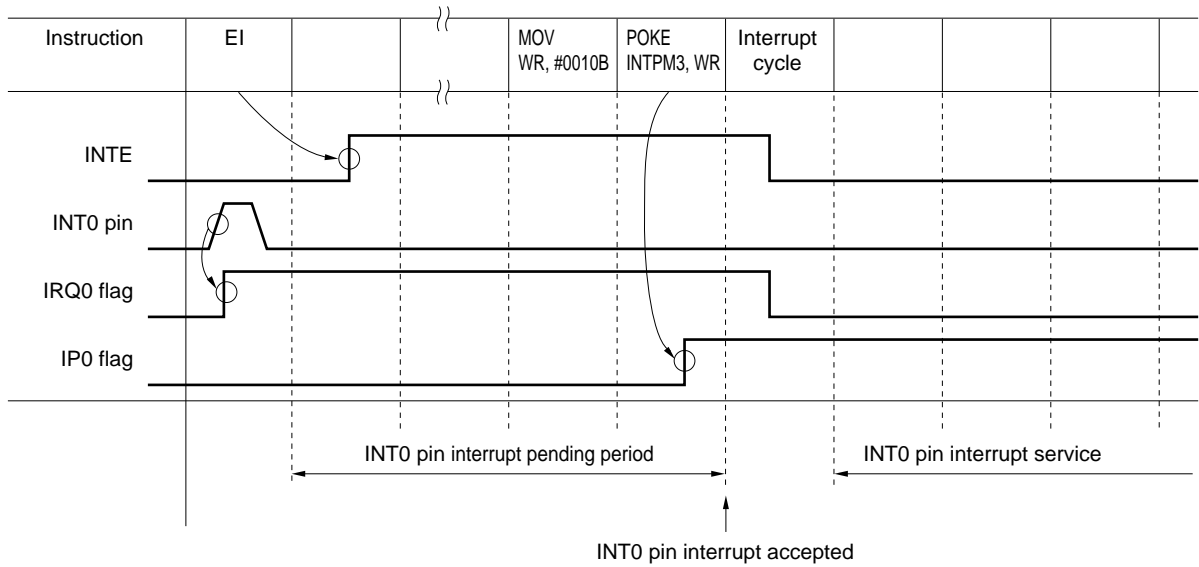 Instruction
EI
MOV
WR, #0010B
POKE
INTPM3, WR
Interrupt
cycle
INTE
INT0 pin
IRQ0 flag
IP0 flag
INT0 pin interrupt pending period
INT0 pin interrupt service
INT0 pin interrupt accepted